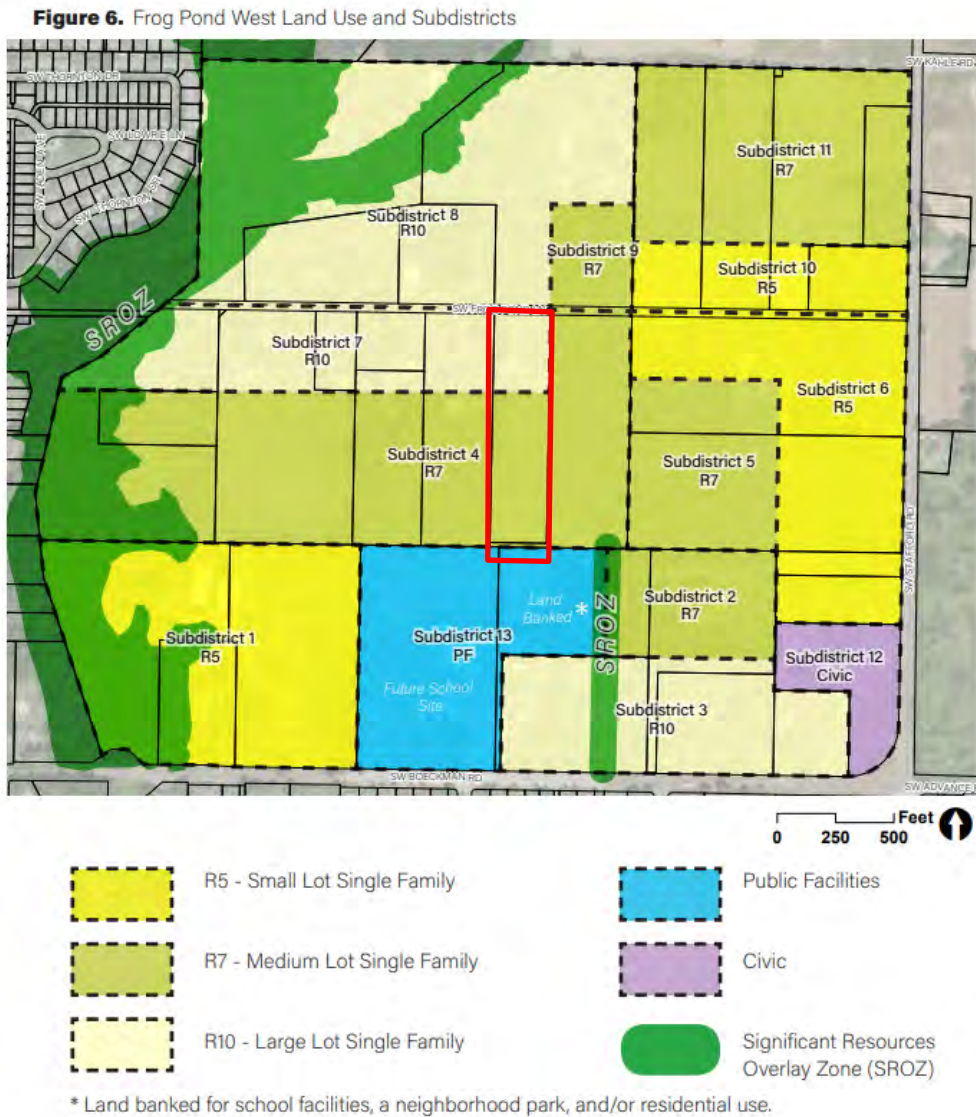 Figure 6. Frog Pond West Land Use and Subdistricts
SW KAHLE RD
SW THORNTON DR
SW LOWRIE LN
SW THORNTON DR
Subdistrict 11
R7
Subdistrict 8
R10
Subdistrict 9
R7
Subdistrict 10
R5
SROZ
Subdistrict 7
R10
Subdistrict 6
R5
Subdistrict 4
R7
Subdistrict 5
R7
SW STAFFORD RD
Land
Banked *
SROZ
Subdistrict 2
R7
Subdistrict 1
R5
Subdistrict 13
PF
Subdistrict 12
Civic
Future School
Site
Subdistrict 3
R10
SW BOECKMAN RD
SW ADVANCE
Feet
0 250 500
R5 - Small Lot Single Family
Public Facilities
R7 - Medium Lot Single Family
Civic
R10 - Large Lot Single Family
Significant Resources
Overlay Zone (SROZ)
* Land banked for school facilities, a neighborhood park, and/or residential use.